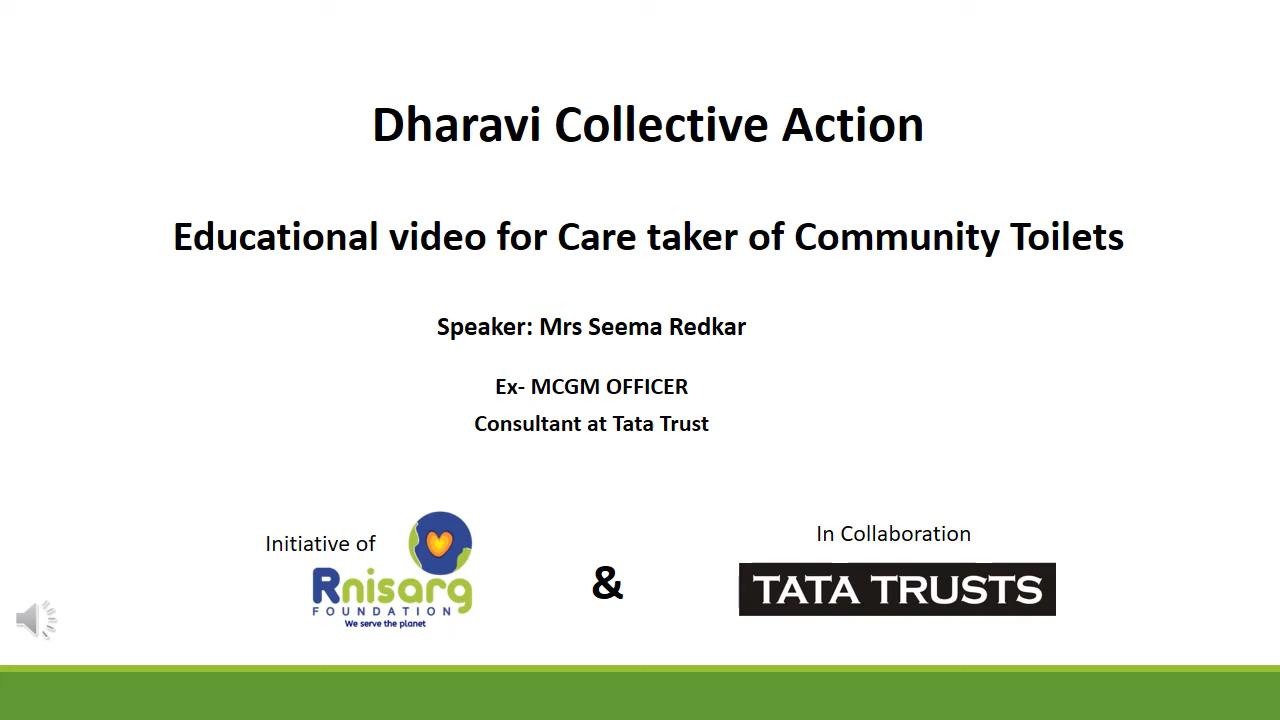 Dharavi Collective Action
Educational video for Care taker of Community Toilets
Speaker: Mrs Seema Redkar
Ex- MCGM OFFICER
Consultant at Tata Trust
Initiative of
Rnisarg
FOUNDATION
We serve the planet
&
In Collaboration
TATA TRUSTS